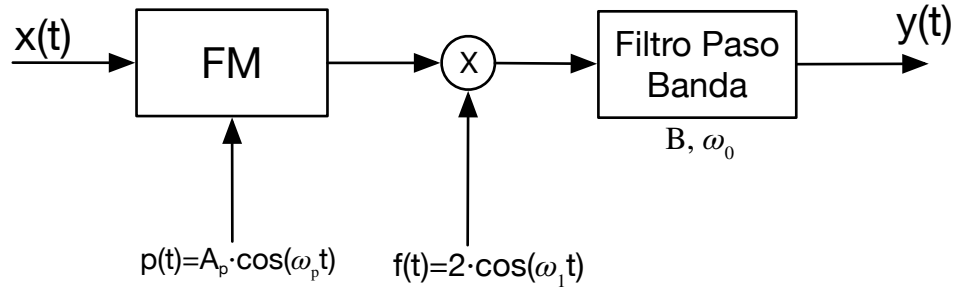 x(t)
FM
X
Filtro Paso
Banda
y(t)
B, ω₀
p(t)=Aₚ·cos(ωₚt)
f(t)=2·cos(ω₁t)